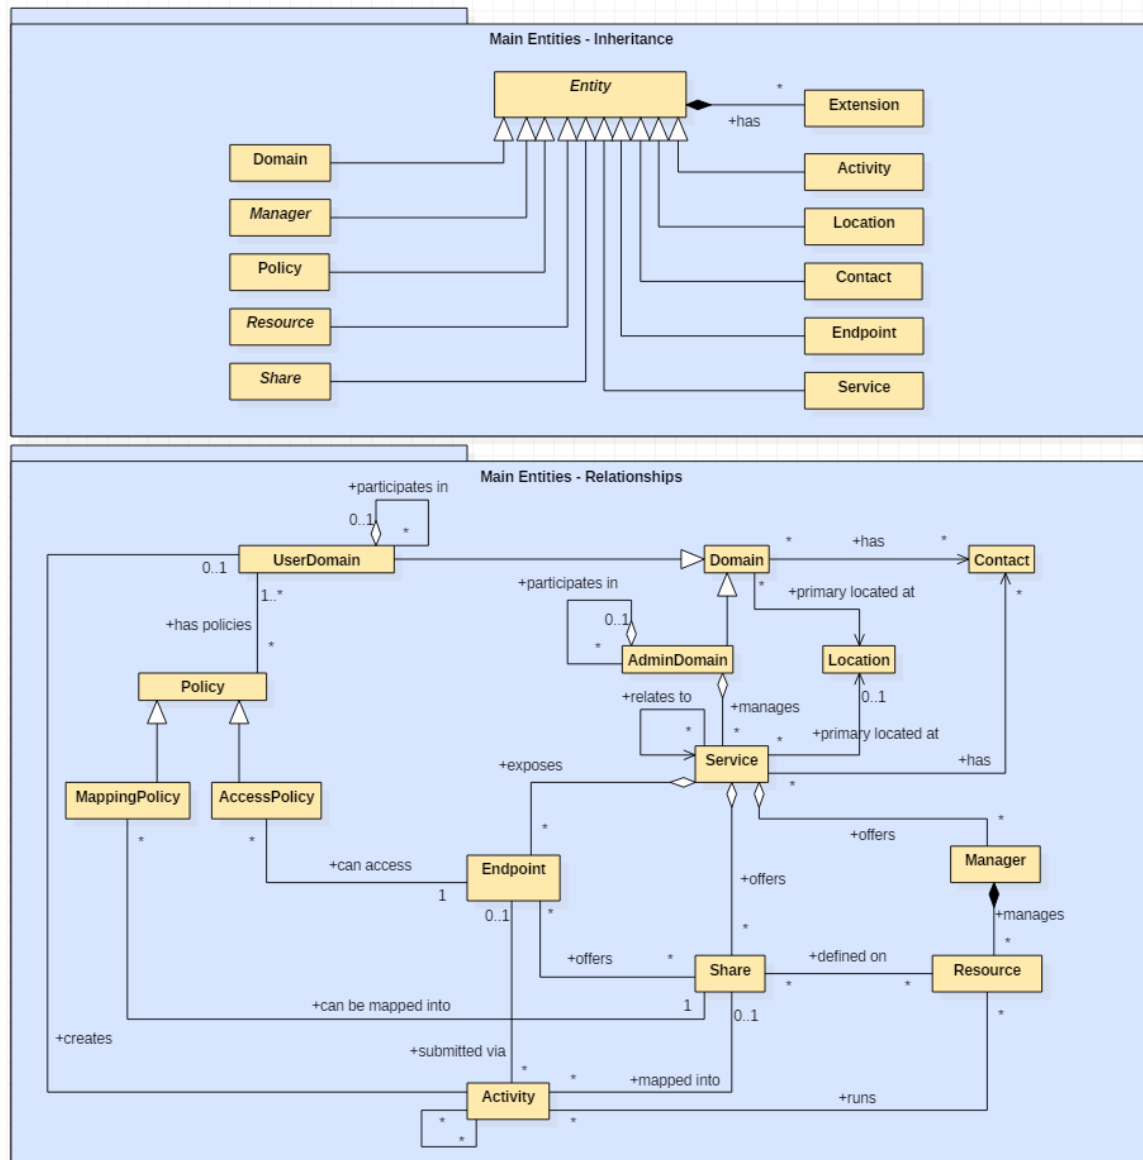 Main Entities - Inheritance
Entity
*
+has
Extension
Domain
Activity
Manager
Location
Policy
Contact
Resource
Endpoint
Share
Service
Main Entities - Relationships
+participates in
0..1
*
UserDomain
0..1
1..*
Domain
*
+has
*
Contact
*
+participates in
0..1
*
*
+primary located at
+has policies
*
AdminDomain
Location
0..1
Policy
+relates to
*
+manages
*
*
+primary located at
Service
+exposes
*
+has
MappingPolicy
*
AccessPolicy
*
*
+offers
*
Manager
+can access
1
Endpoint
0..1
*
+offers
+manages
*
*
+offers
*
Share
+defined on
*
*
Resource
*
+can be mapped into
1
0..1
+creates
+submitted via
*
*
+mapped into
Activity
+runs
*
*
*